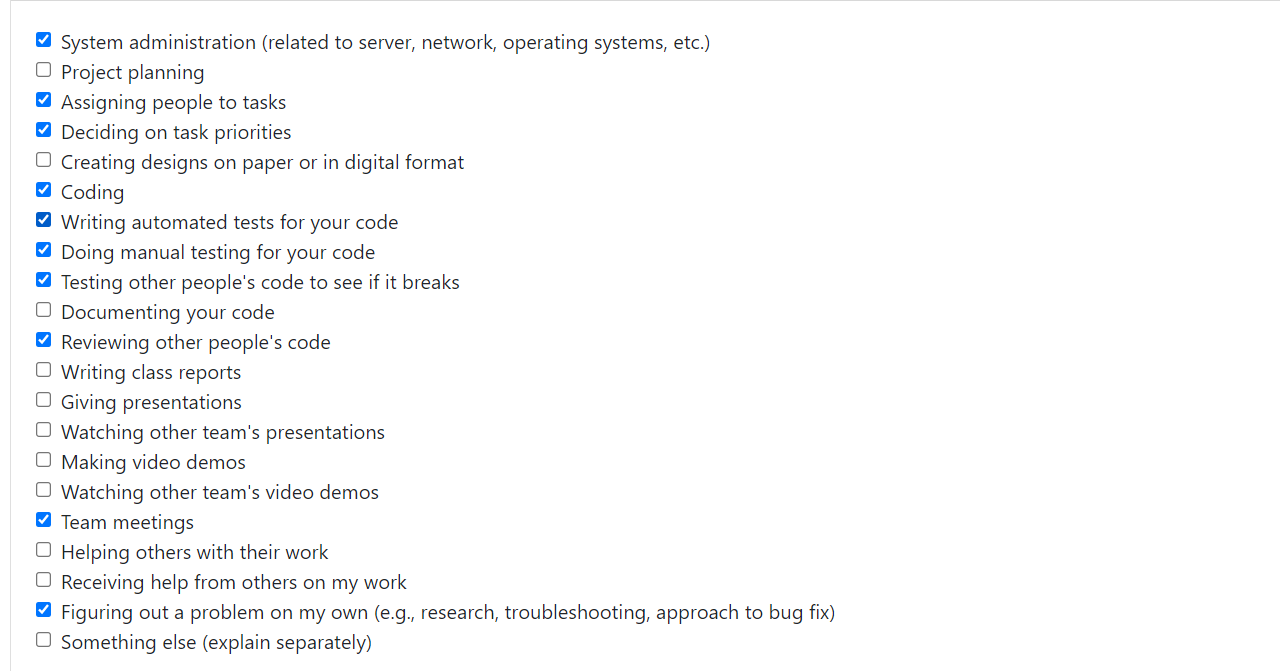 System administration (related to server, network, operating systems, etc.)
Project planning
Assigning people to tasks
Deciding on task priorities
Creating designs on paper or in digital format
Coding
Writing automated tests for your code
Doing manual testing for your code
Testing other people's code to see if it breaks
Documenting your code
Reviewing other people's code
Writing class reports
Giving presentations
Watching other team's presentations
Making video demos
Watching other team's video demos
Team meetings
Helping others with their work
Receiving help from others on my work
Figuring out a problem on my own (e.g., research, troubleshooting, approach to bug fix)
Something else (explain separately)